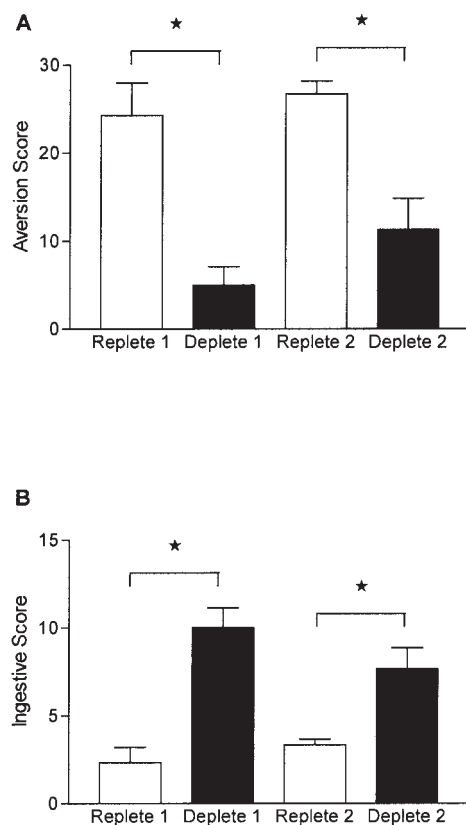 A
★ ★
Aversion Score
30
20
10
0
Replete 1 Deplete 1 Replete 2 Deplete 2
B
★ ★
Ingestive Score
15
10
5
0
Replete 1 Deplete 1 Replete 2 Deplete 2